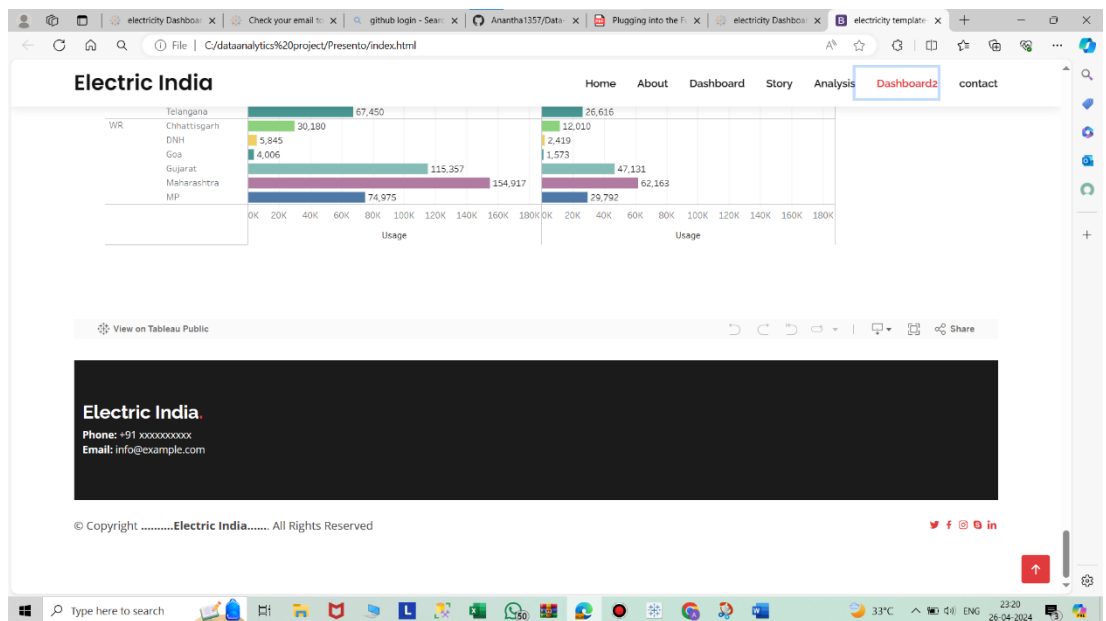 electricity Dashboar
Check your email to
github login - Searc
Anantha1357/Data-
Plugging into the Fu
electricity Dashboar
electricity template
File | C:/dataanalytics%20project/Presento/index.html
Electric India
Home About Dashboard Story Analysis Dashboard2 contact
Telangana 67,450 26,616
WR Chhattisgarh 30,180 12,010
DNH 5,845 2,419
Goa 4,006 1,573
Gujarat 115,357 47,131
Maharashtra 154,917 62,163
MP 74,975 29,792
0K 20K 40K 60K 80K 100K 120K 140K 160K 180K 0K 20K 40K 60K 80K 100K 120K 140K 160K 180K
Usage Usage
View on Tableau Public Share
Electric India.
Phone: +91 xxxxxxxxxx
Email: info@example.com
© Copyright ..........Electric India....... All Rights Reserved
Type here to search 50 33°C ENG 23:20
26-04-2024